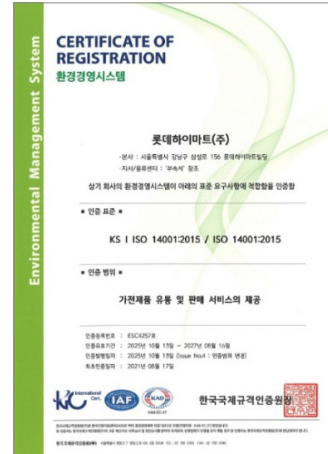 Environmental Management System
CERTIFICATE OF
REGISTRATION
환경경영시스템
롯데하이마트(주)
·본사 : 서울특별시 강남구 삼성로 156 롯데하이마트빌딩
·지사/물류센터 : '부속서' 참조
상기 회사의 환경경영시스템이 아래의 표준 요구사항에 적합함을 인증함
■ 인증 표준 ■
KS I ISO 14001:2015 / ISO 14001:2015
■ 인증 범위 ■
가전제품 유통 및 판매 서비스의 제공
인증등록번호 : ESC42578
인증유효기간 : 2025년 10월 13일 ~ 2027년 08월 16일
인증발행일자 : 2025년 10월 13일 (Issue No.4 : 인증범위 변경)
최초인증일자 : 2021년 08월 17일
International
Cert.
IAF
KAB
한국국제규격인증원